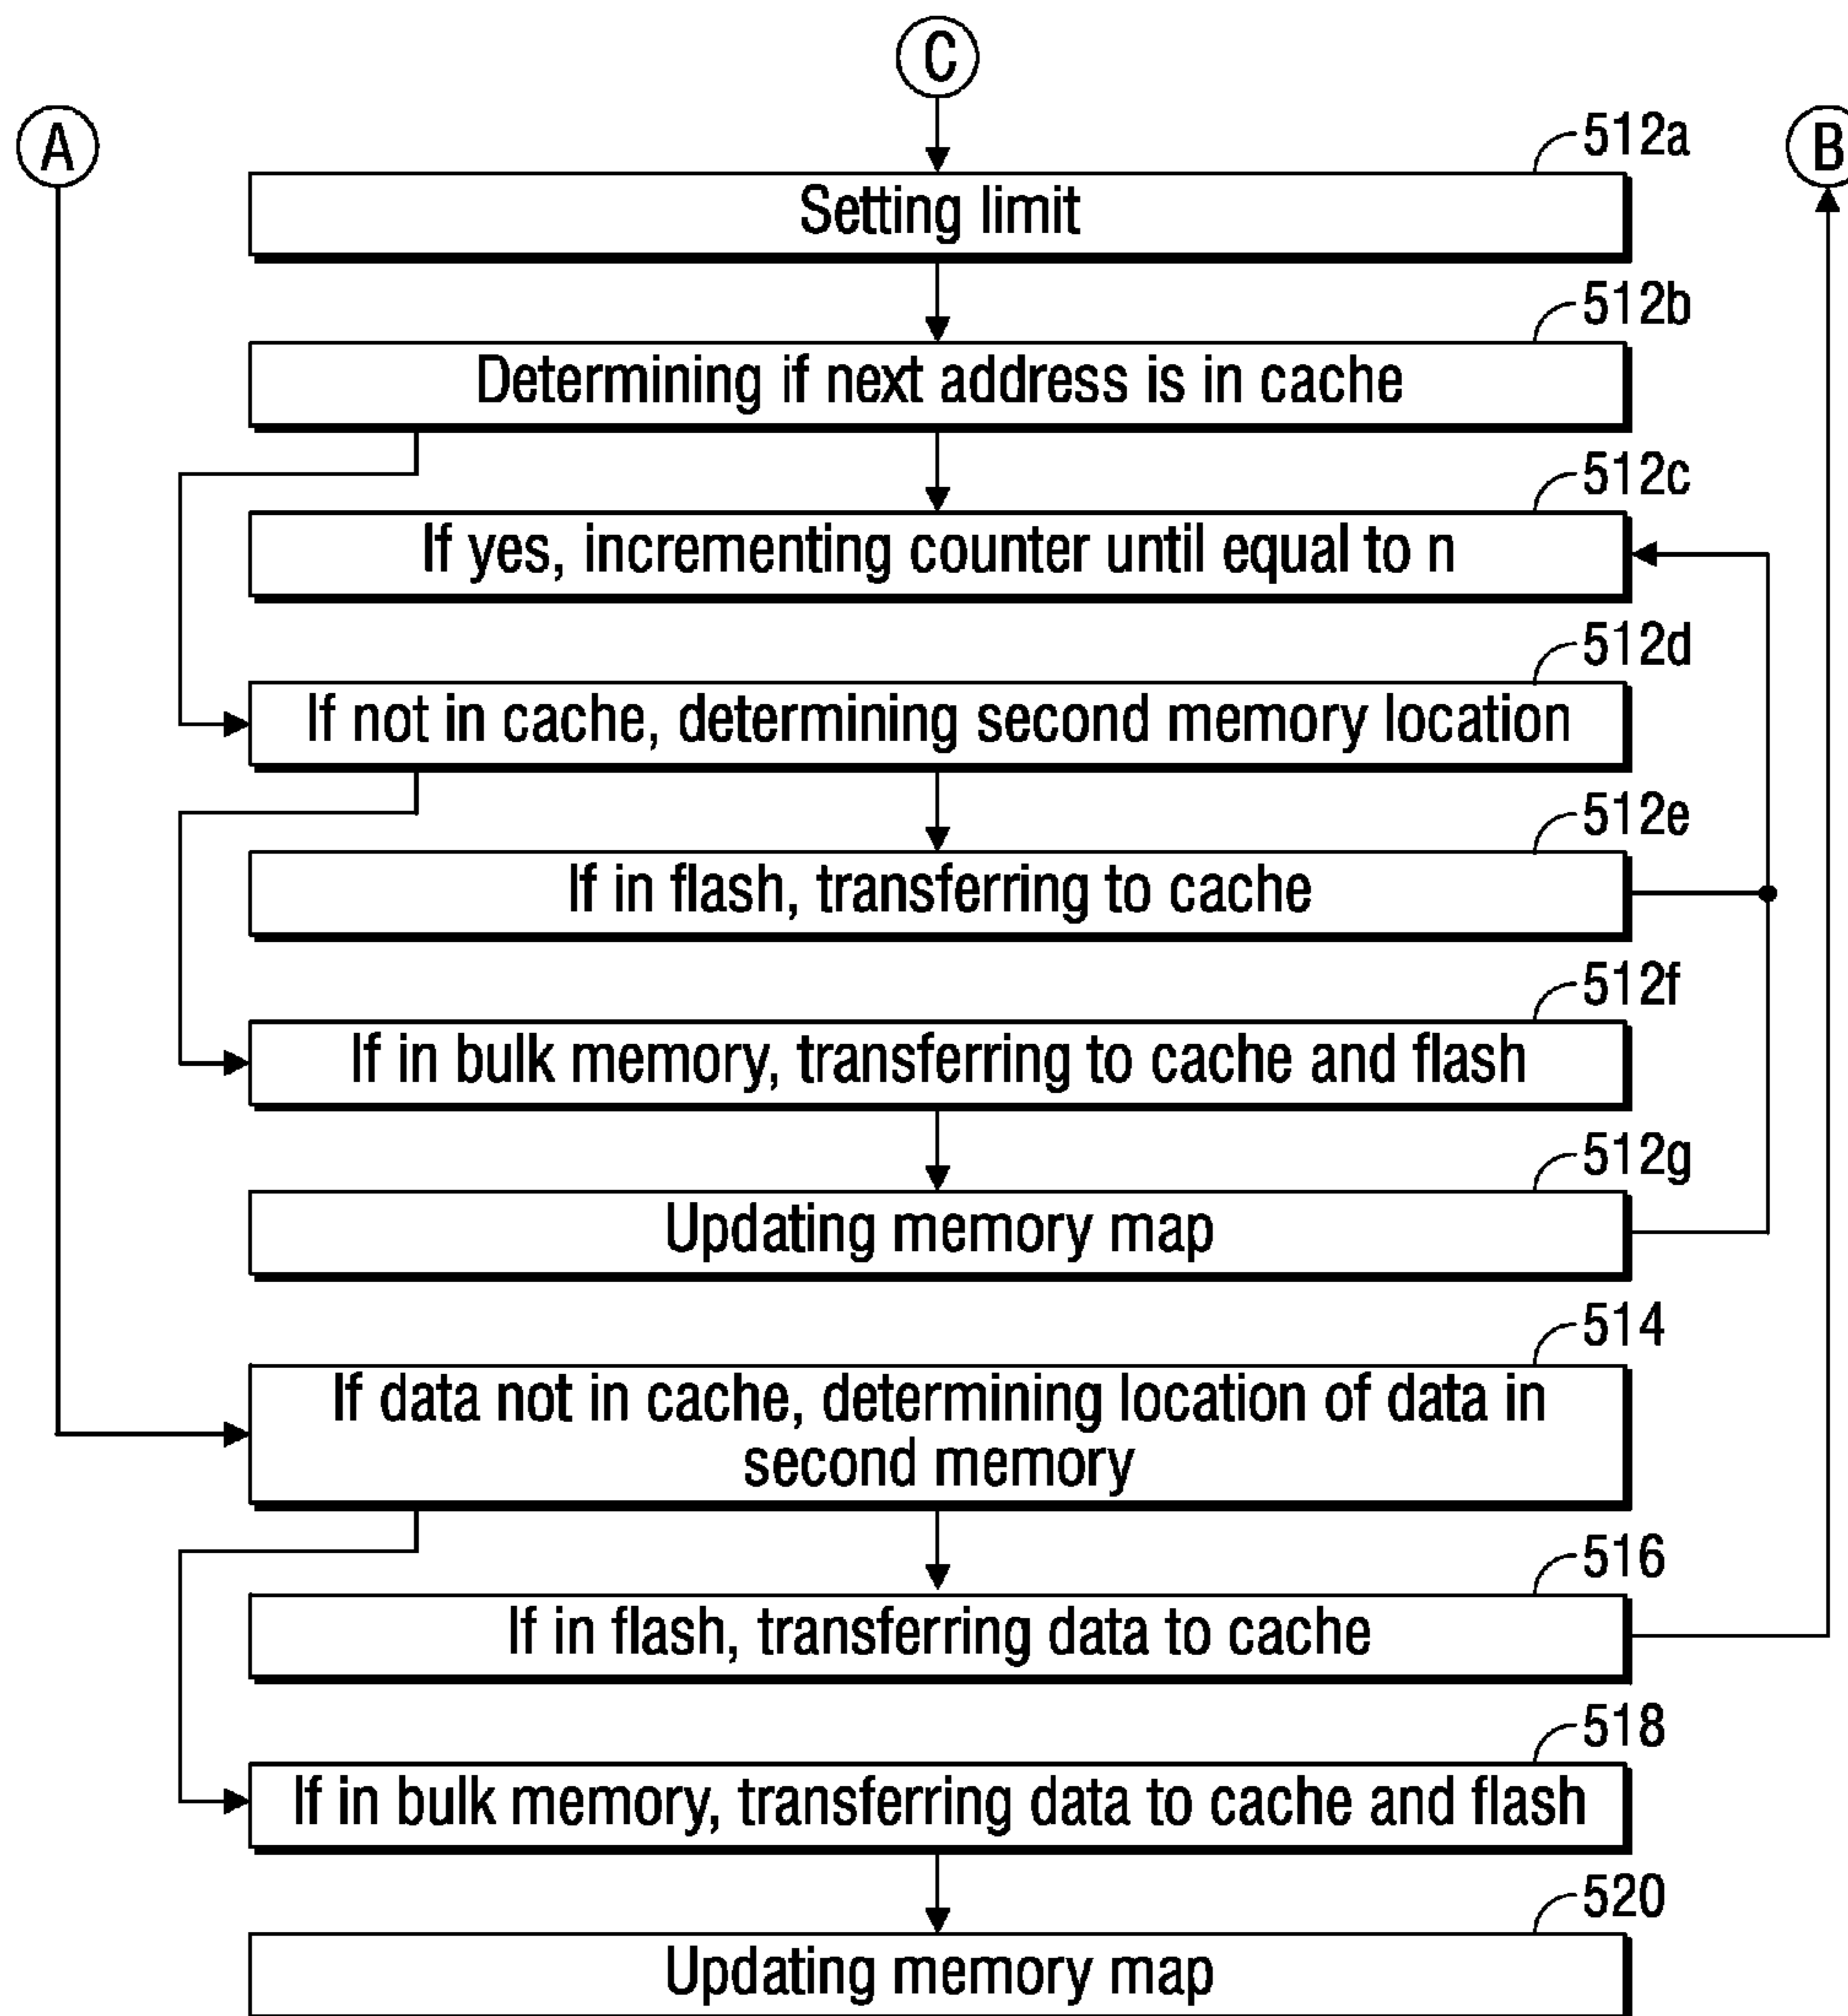 C
A
B
512a
Setting limit
512b
Determining if next address is in cache
512c
If yes, incrementing counter until equal to n
512d
If not in cache, determining second memory location
512e
If in flash, transferring to cache
512f
If in bulk memory, transferring to cache and flash
512g
Updating memory map
514
If data not in cache, determining location of data in
second memory
516
If in flash, transferring data to cache
518
If in bulk memory, transferring data to cache and flash
520
Updating memory map